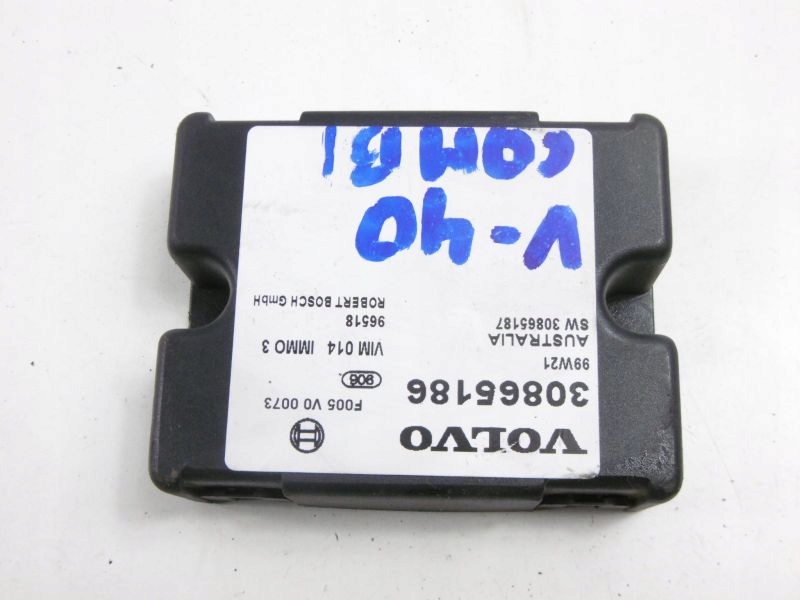 VOLVO
30865186
F005 V0 0073
906
99W21
AUSTRALIA
VIM 014 IMMO 3
SW 30865187
96518
ROBERT BOSCH GmbH
V-40
COMBI